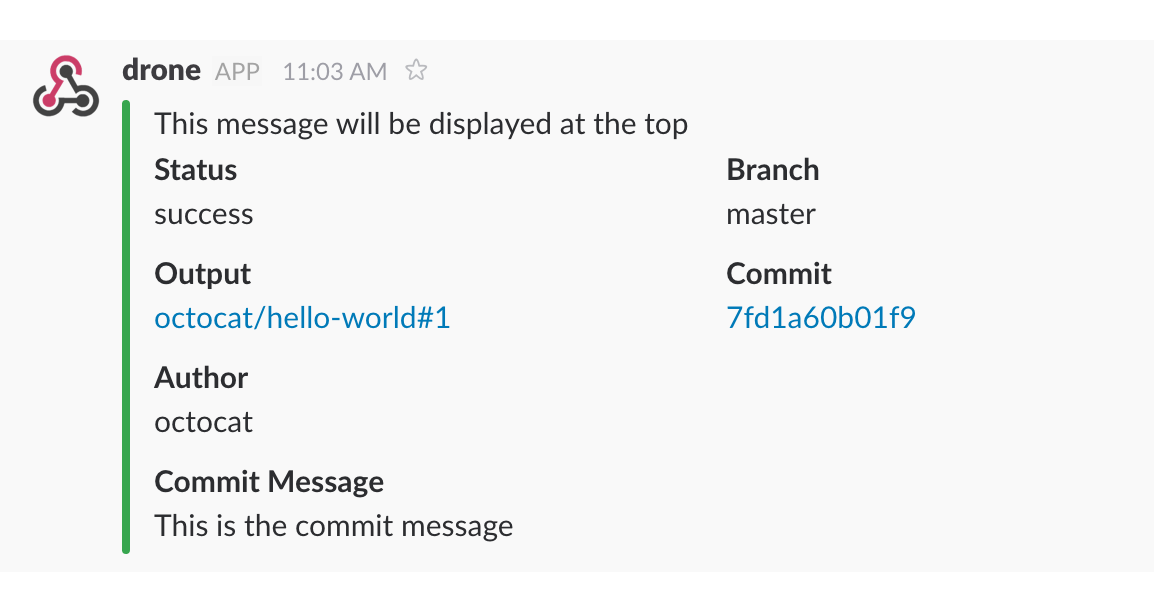 drone APP 11:03 AM
This message will be displayed at the top
Status Branch
success master
Output Commit
octocat/hello-world#1 7fd1a60b01f9
Author
octocat
Commit Message
This is the commit message